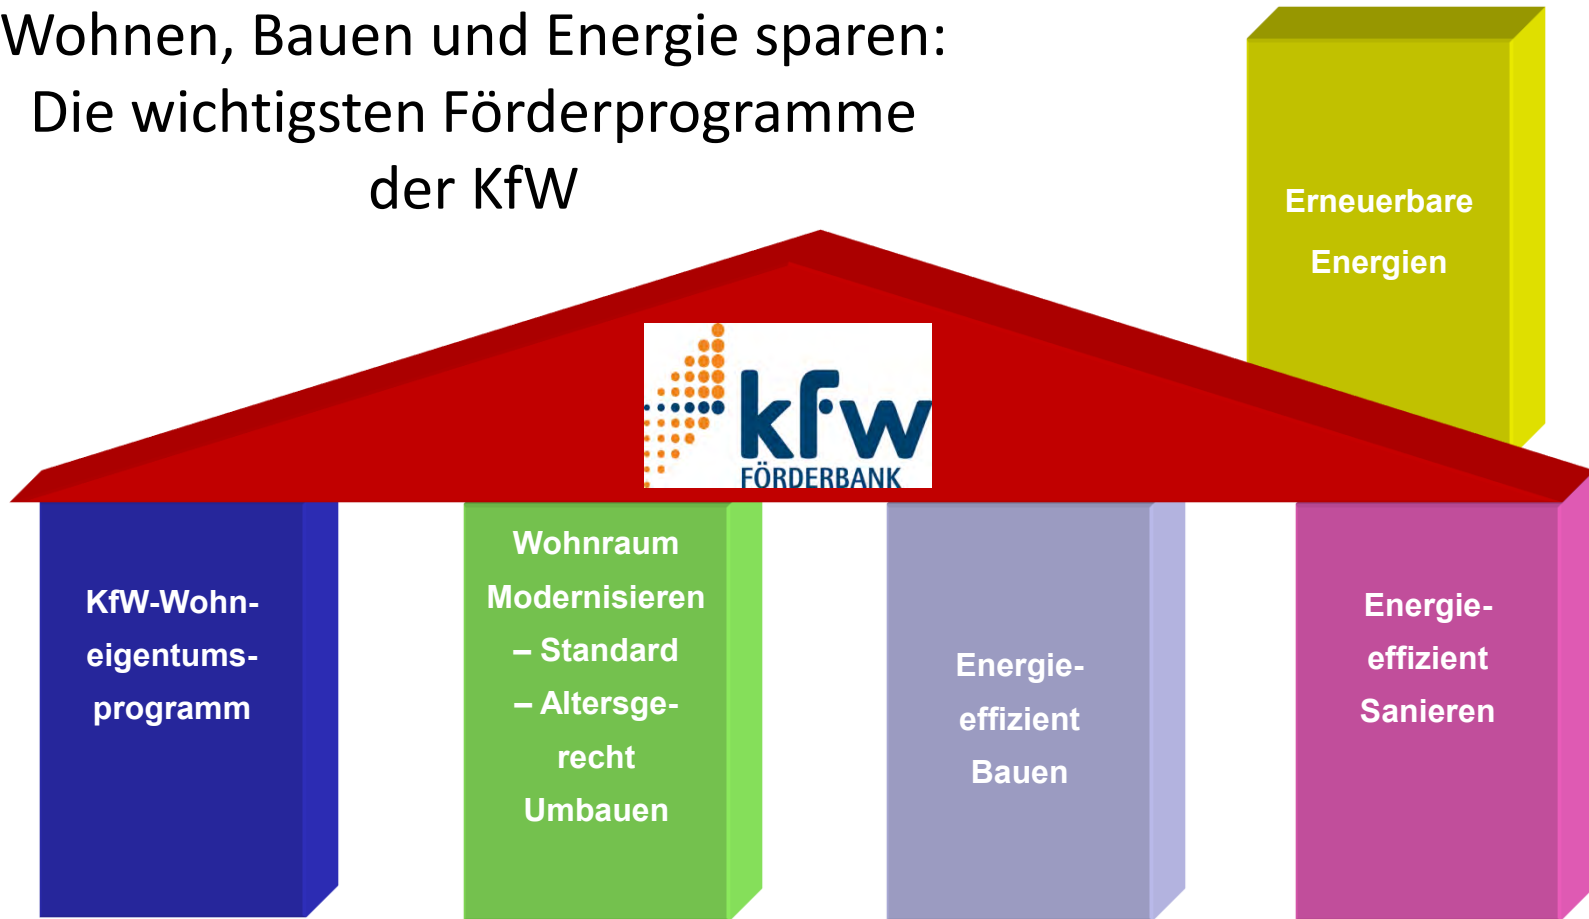 Wohnen, Bauen und Energie sparen:
Die wichtigsten Förderprogramme
der KfW
Erneuerbare
Energien
kfw
FÖRDERBANK
KfW-Wohn-
eigentums-
programm
Wohnraum
Modernisieren
– Standard
– Altersge-
recht
Umbauen
Energie-
effizient
Bauen
Energie-
effizient
Sanieren